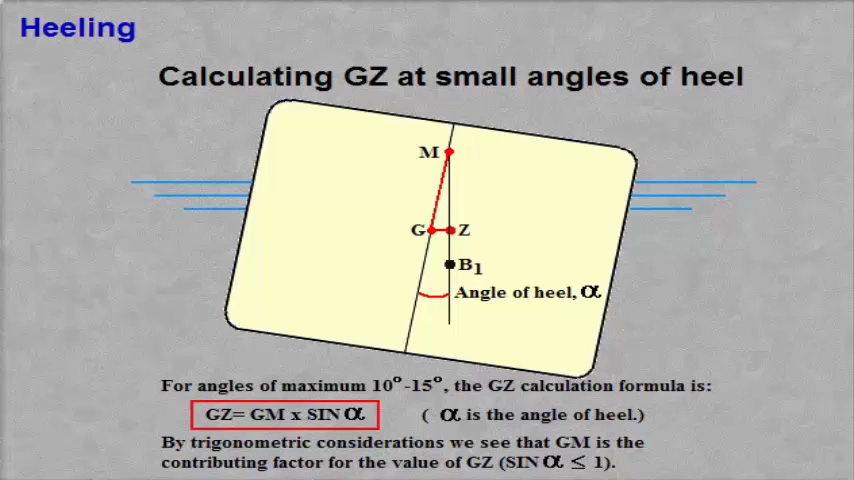 Heeling
Calculating GZ at small angles of heel
M
G Z
B1
Angle of heel, α
For angles of maximum 10°-15°, the GZ calculation formula is:
GZ= GM x SIN α ( α is the angle of heel.)
By trigonometric considerations we see that GM is the
contributing factor for the value of GZ (SIN α ≤ 1).